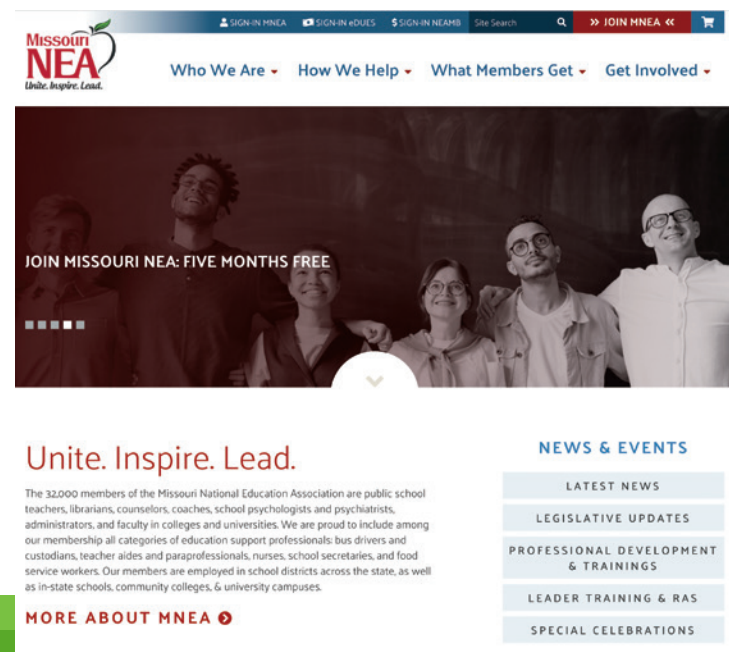 SIGN-IN MNEA SIGN-IN eDUES $ SIGN-IN NEAMB Site Search >> JOIN MNEA <<
Missouri
NEA
Unite. Inspire. Lead.
Who We Are How We Help What Members Get Get Involved
JOIN MISSOURI NEA: FIVE MONTHS FREE
Unite. Inspire. Lead.
The 32,000 members of the Missouri National Education Association are public school
teachers, librarians, counselors, coaches, school psychologists and psychiatrists,
administrators, and faculty in colleges and universities. We are proud to include among
our membership all categories of education support professionals: bus drivers and
custodians, teacher aides and paraprofessionals, nurses, school secretaries, and food
service workers. Our members are employed in school districts across the state, as well
as in-state schools, community colleges, & university campuses.
MORE ABOUT MNEA
NEWS & EVENTS
LATEST NEWS
LEGISLATIVE UPDATES
PROFESSIONAL DEVELOPMENT
& TRAININGS
LEADER TRAINING & RAS
SPECIAL CELEBRATIONS